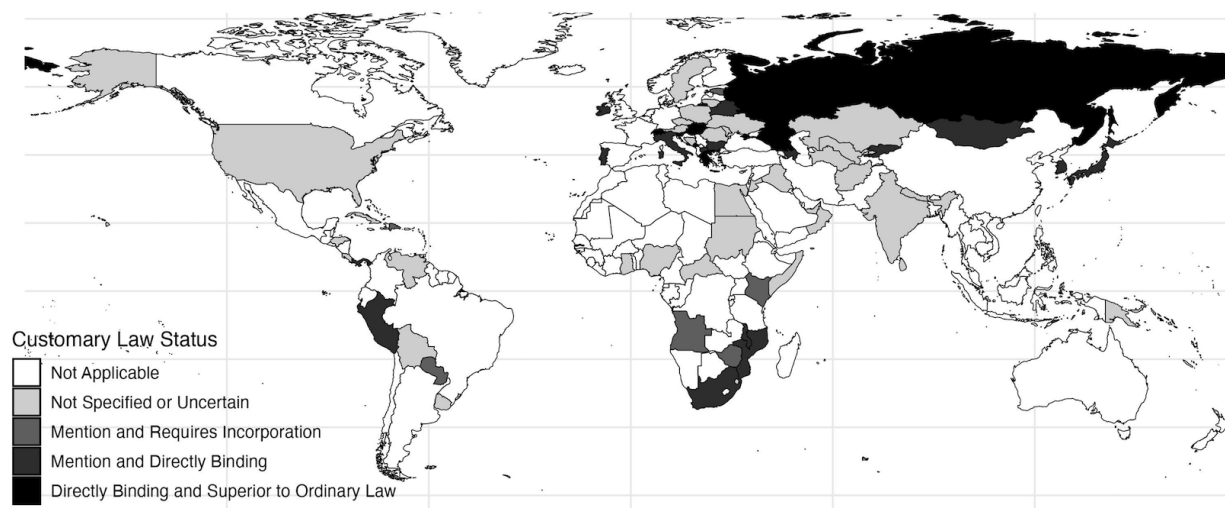 Customary Law Status
Not Applicable
Not Specified or Uncertain
Mention and Requires Incorporation
Mention and Directly Binding
Directly Binding and Superior to Ordinary Law